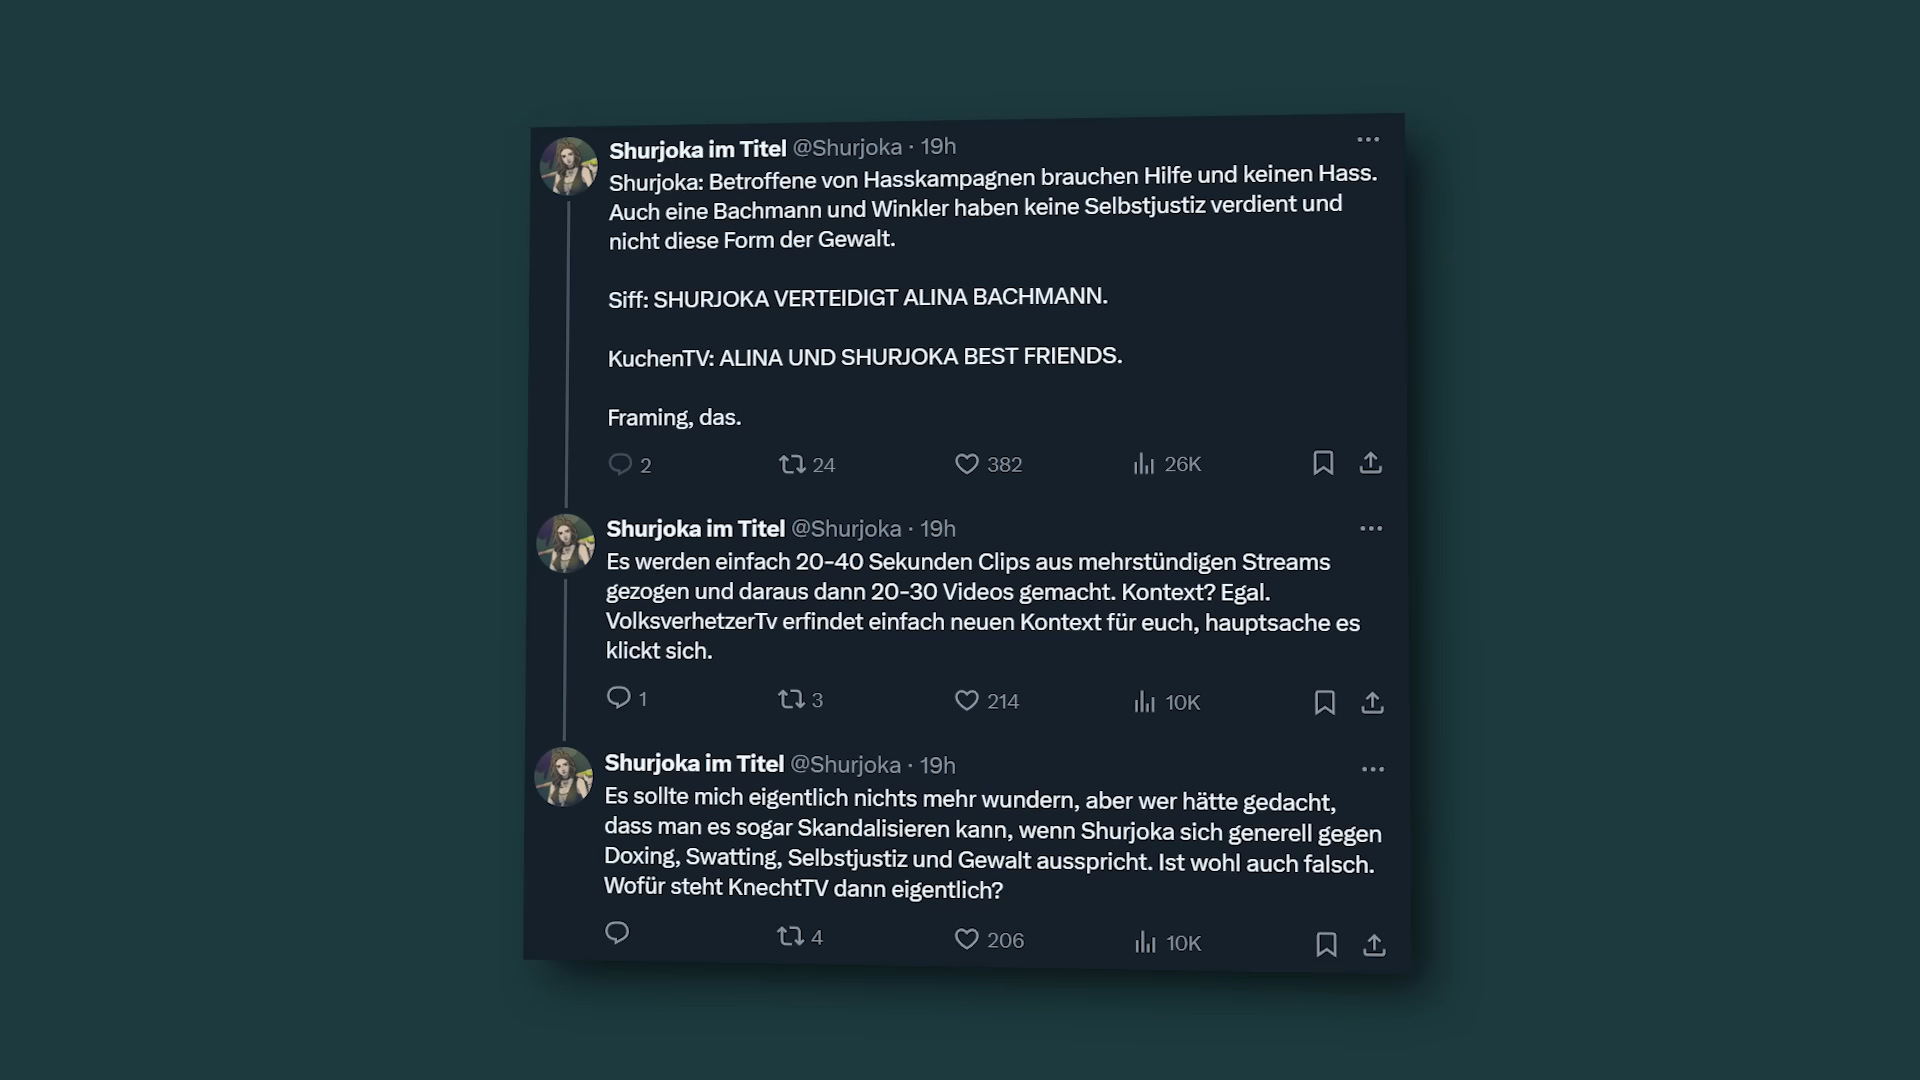 Shurjoka im Titel @Shurjoka · 19h
Shurjoka: Betroffene von Hasskampagnen brauchen Hilfe und keinen Hass.
Auch eine Bachmann und Winkler haben keine Selbstjustiz verdient und
nicht diese Form der Gewalt.
Siff: SHURJOKA VERTEIDIGT ALINA BACHMANN.
KuchenTV: ALINA UND SHURJOKA BEST FRIENDS.
Framing, das.
2 24 382 26K
Shurjoka im Titel @Shurjoka · 19h
Es werden einfach 20-40 Sekunden Clips aus mehrstündigen Streams
gezogen und daraus dann 20-30 Videos gemacht. Kontext? Egal.
VolksverhetzerTv erfindet einfach neuen Kontext für euch, hauptsache es
klickt sich.
1 3 214 10K
Shurjoka im Titel @Shurjoka · 19h
Es sollte mich eigentlich nichts mehr wundern, aber wer hätte gedacht,
dass man es sogar Skandalisieren kann, wenn Shurjoka sich generell gegen
Doxing, Swatting, Selbstjustiz und Gewalt ausspricht. Ist wohl auch falsch.
Wofür steht KnechtTV dann eigentlich?
4 206 10K